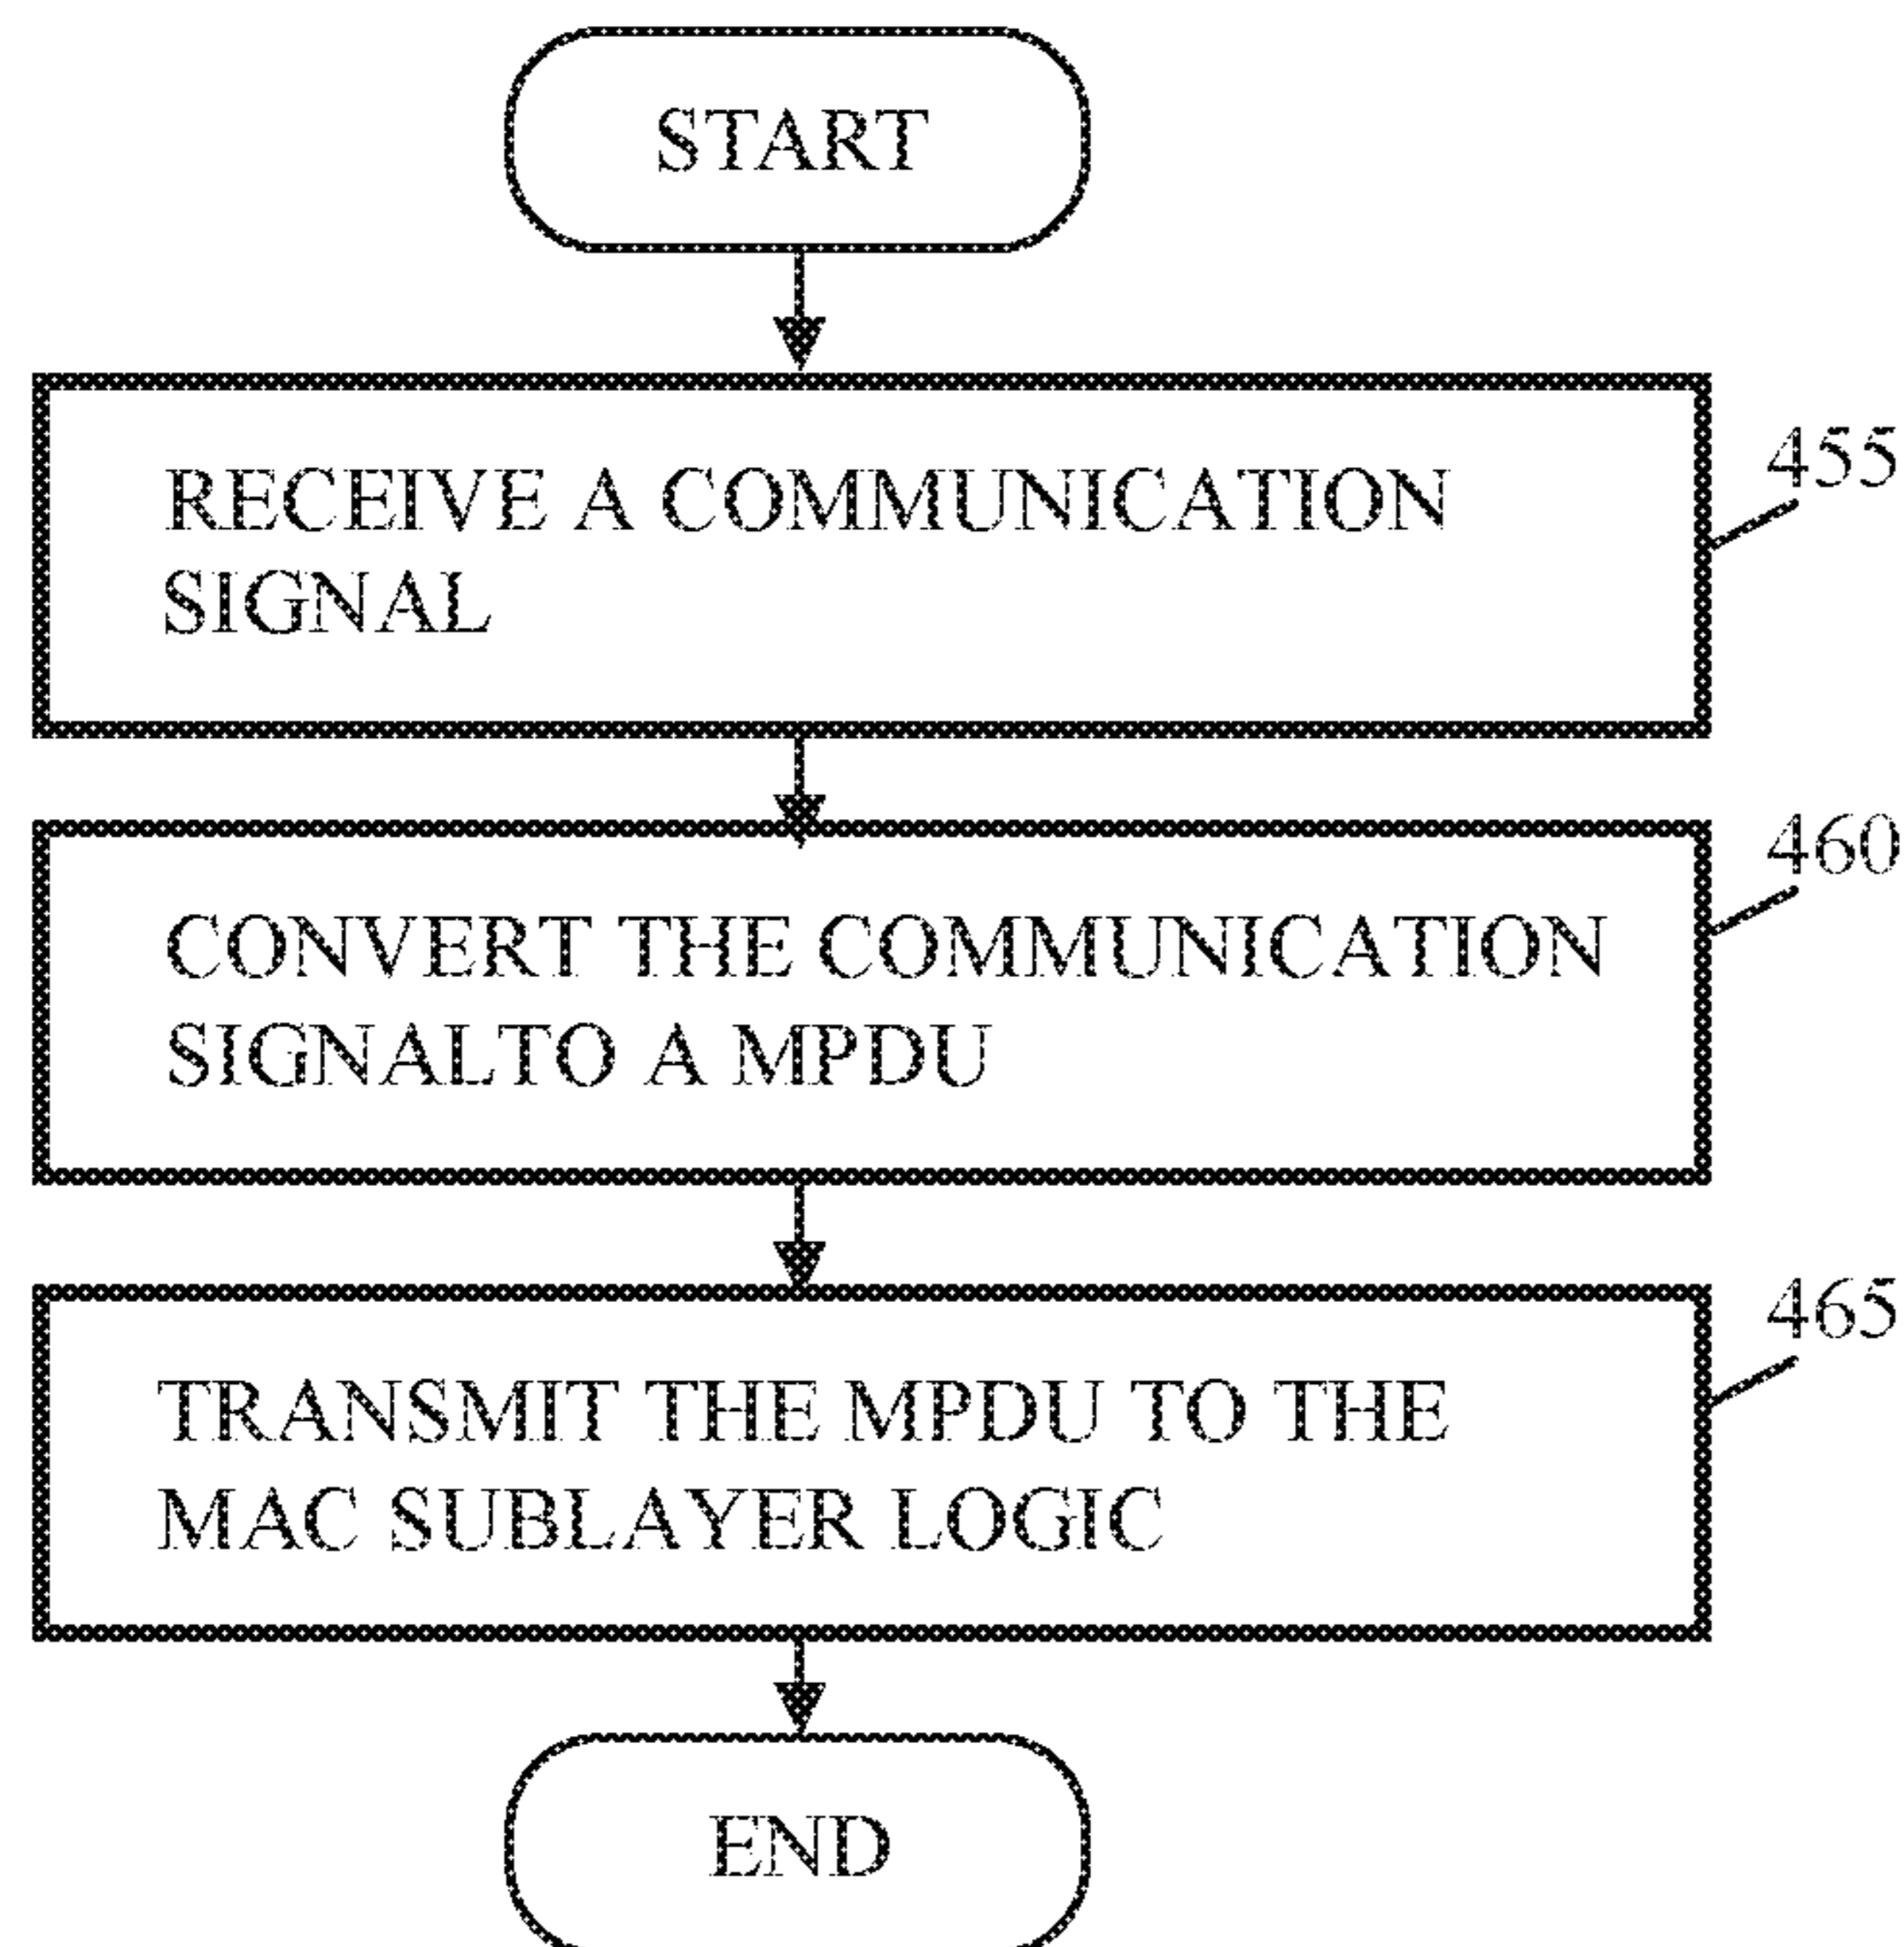 START
RECEIVE A COMMUNICATION
SIGNAL
455
CONVERT THE COMMUNICATION
SIGNALTO A MPDU
460
TRANSMIT THE MPDU TO THE
MAC SUBLAYER LOGIC
465
END